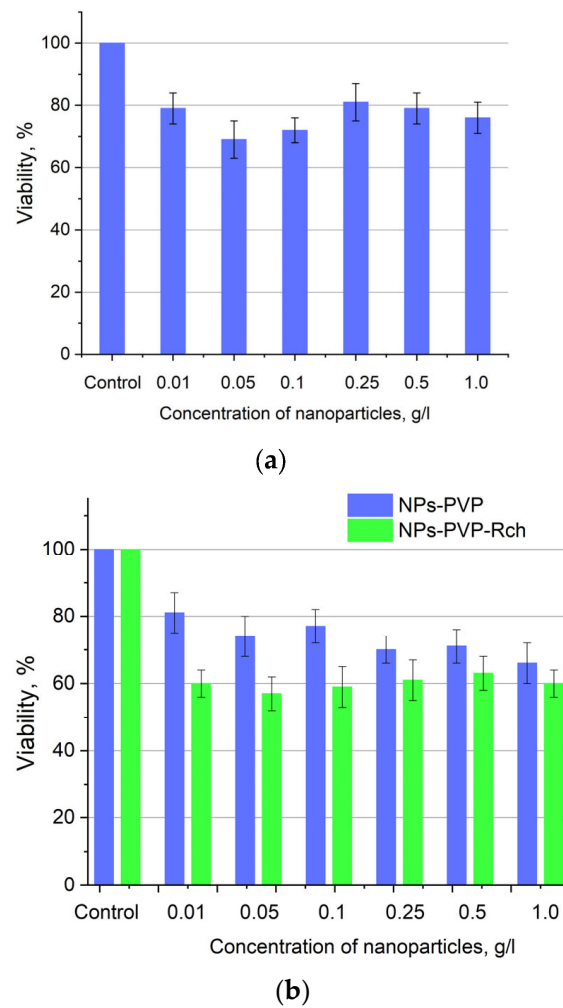 100
80
60
40
20
0
Viability, %
Control 0.01 0.05 0.1 0.25 0.5 1.0
Concentration of nanoparticles, g/l
(a)
NPs-PVP
NPs-PVP-Rch
100
80
60
40
20
0
Viability, %
Control 0.01 0.05 0.1 0.25 0.5 1.0
Concentration of nanoparticles, g/l
(b)